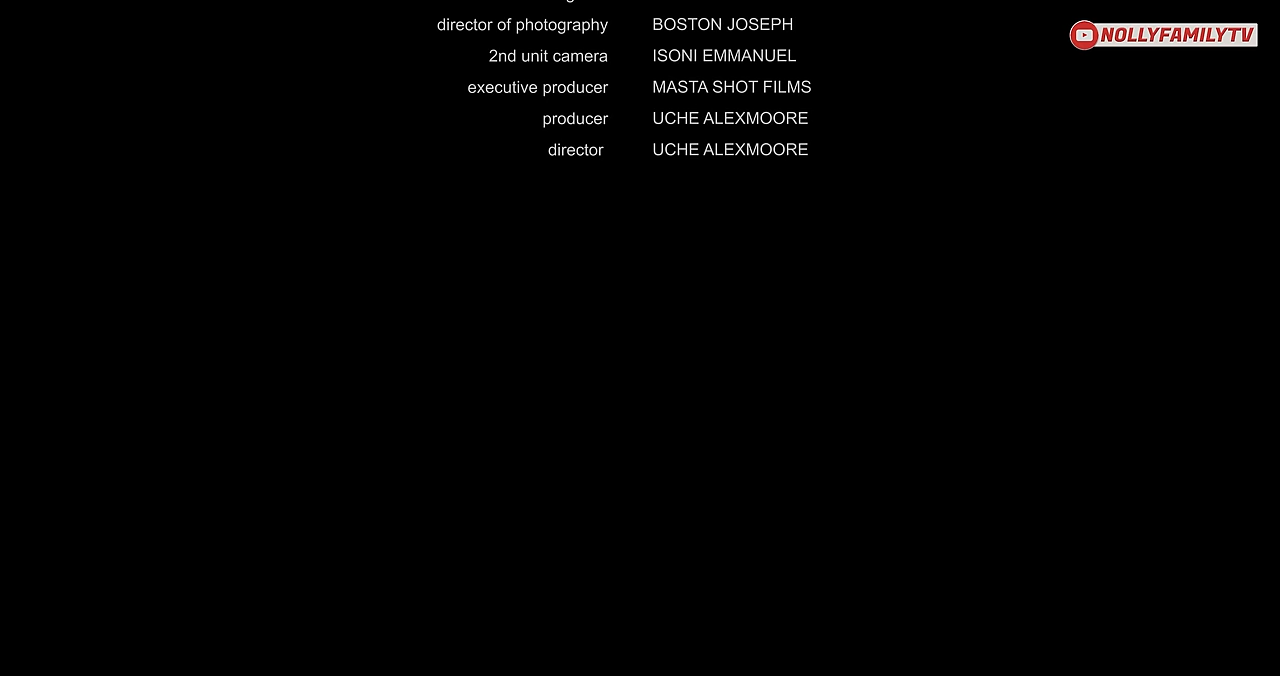 director of photography BOSTON JOSEPH
2nd unit camera ISONI EMMANUEL
executive producer MASTA SHOT FILMS
producer UCHE ALEXMOORE
director UCHE ALEXMOORE
NOLLYFAMILYTV